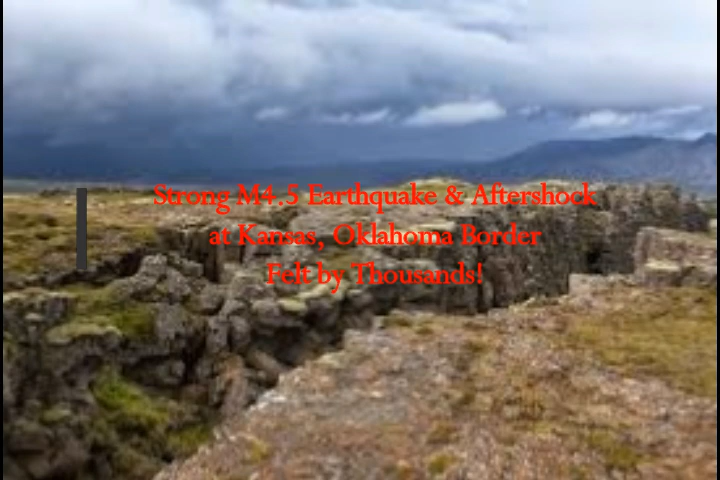 Strong M4.5 Earthquake & Aftershock
at Kansas, Oklahoma Border
Felt by Thousands!